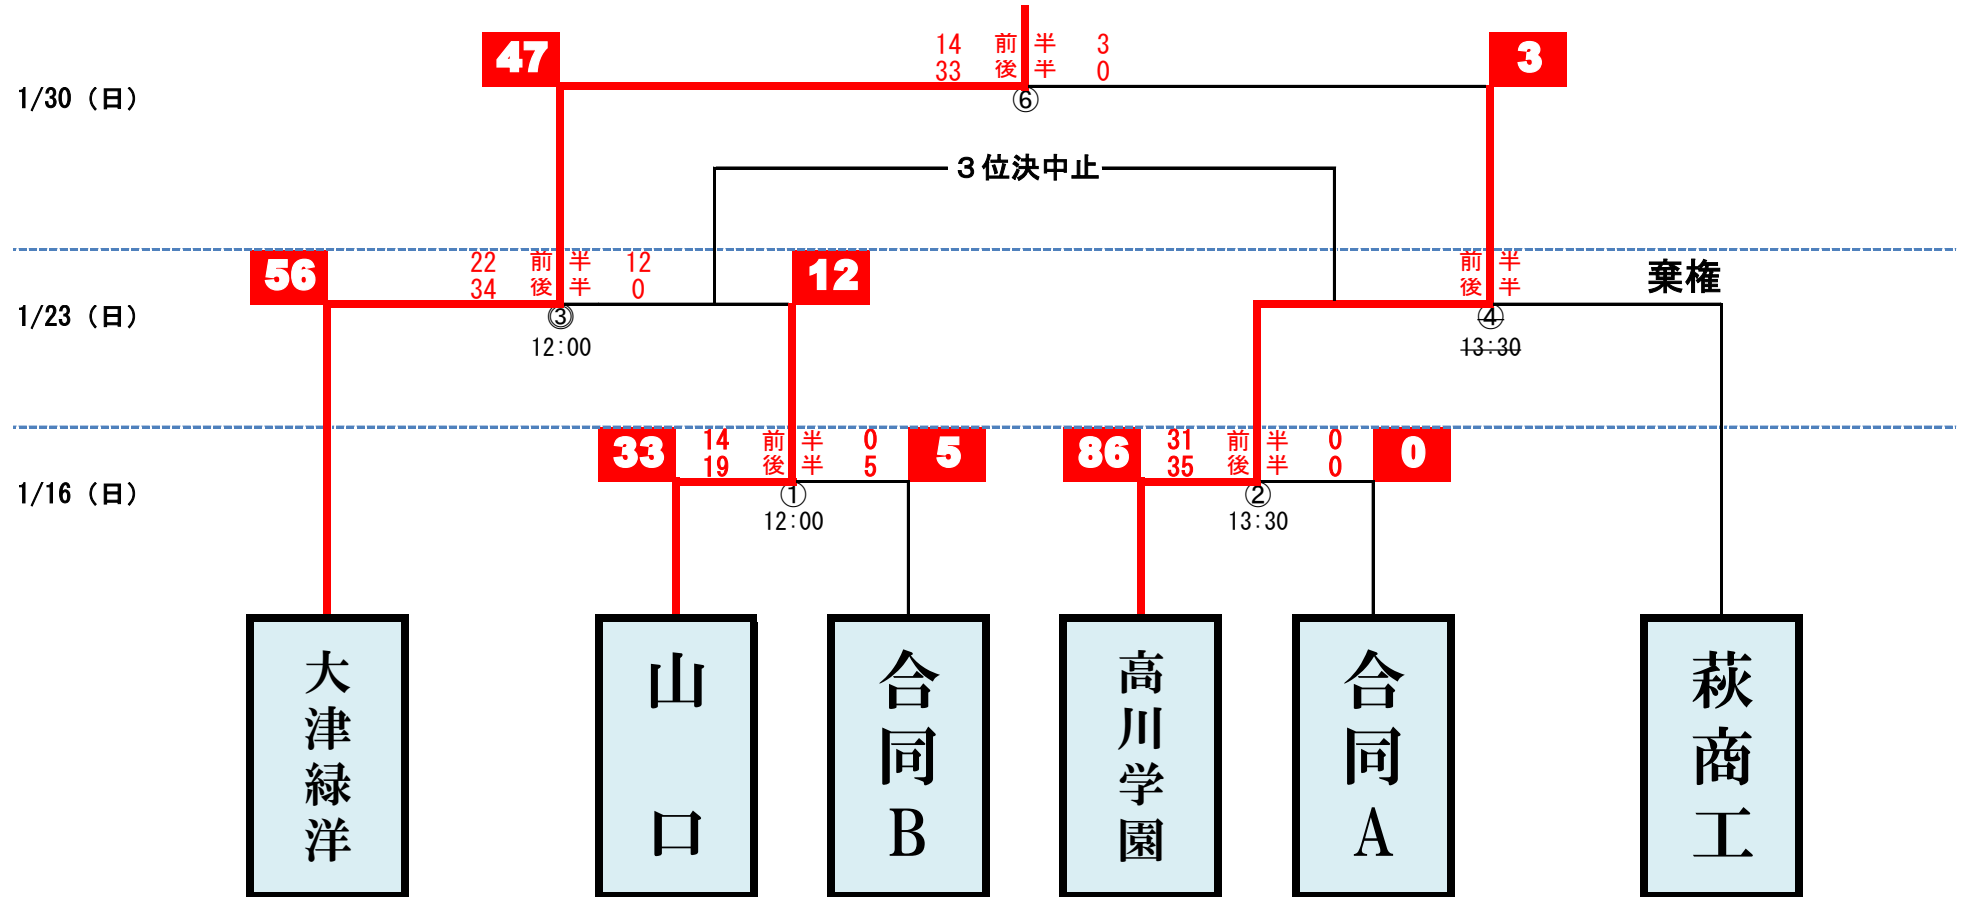 47 14 前 半 3 3
33 後 半 0
1/30（日）
⑥
３位決中止
56 22 前 半 12 12 前 半 棄権
34 後 半 0 後 半
1/23（日）
③ ④
12:00 13:30
33 14 前 半 0 5 86 31 前 半 0 0
19 後 半 5 35 後 半 0
1/16（日）
① ②
12:00 13:30
大津緑洋
山口
合同B
高川学園
合同A
萩商工